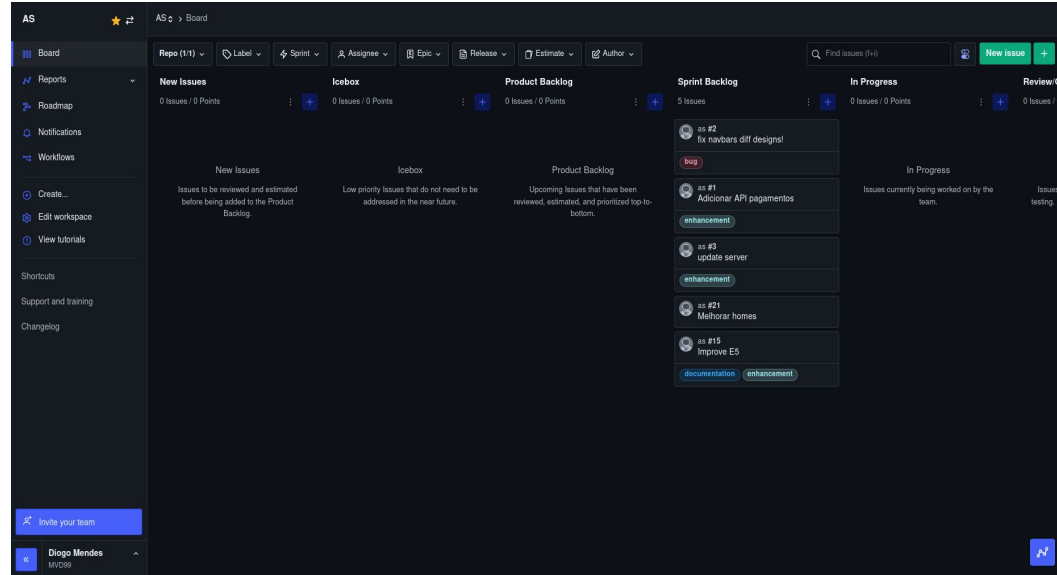 AS
AS > Board
Board
Reports
Roadmap
Notifications
Workflows
Create...
Edit workspace
View tutorials
Shortcuts
Support and training
Changelog
Invite your team
Diogo Mendes
MVD99
Repo (1/1) Label Sprint Assignee Epic Release Estimate Author
Find issues (f+i)
New issue +
New Issues
0 Issues / 0 Points
New Issues
Issues to be reviewed and estimated
before being added to the Product
Backlog.
Icebox
0 Issues / 0 Points
Icebox
Low priority Issues that do not need to be
addressed in the near future.
Product Backlog
0 Issues / 0 Points
Product Backlog
Upcoming Issues that have been
reviewed, estimated, and prioritized top-to-
bottom.
Sprint Backlog
5 Issues
as #2
fix navbars diff designs!
bug
as #1
Adicionar API pagamentos
enhancement
as #3
update server
enhancement
as #21
Melhorar homes
as #15
Improve E5
documentation enhancement
In Progress
0 Issues / 0 Points
In Progress
Issues currently being worked on by the
team.
Review/
0 Issues /
Issues
testing.